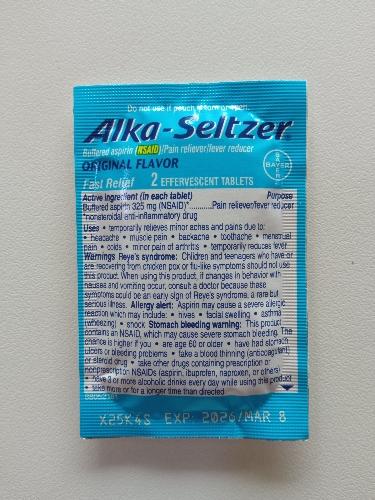 Do not use if pouch is torn or open.
Alka-Seltzer
Buffered aspirin (NSAID)/Pain reliever/fever reducer
ORIGINAL FLAVOR
BAYER
BAYER
Fast Relief 2 EFFERVESCENT TABLETS
Active ingredient (in each tablet) Purpose
Buffered aspirin 325 mg (NSAID)*..........Pain reliever/fever reducer
*nonsteroidal anti-inflammatory drug
Uses • temporarily relieves minor aches and pains due to:
• headache • muscle pain • backache • toothache • menstrual
pain • colds • minor pain of arthritis • temporarily reduces fever
Warnings Reye's syndrome: Children and teenagers who have or
are recovering from chicken pox or flu-like symptoms should not use
this product. When using this product, if changes in behavior with
nausea and vomiting occur, consult a doctor because these
symptoms could be an early sign of Reye's syndrome, a rare but
serious illness. Allergy alert: Aspirin may cause a severe allergic
reaction which may include: • hives • facial swelling • asthma
(wheezing) • shock Stomach bleeding warning: This product
contains an NSAID, which may cause severe stomach bleeding. The
chance is higher if you • are age 60 or older • have had stomach
ulcers or bleeding problems • take a blood thinning (anticoagulant)
or steroid drug • take other drugs containing prescription or
nonprescription NSAIDs (aspirin, ibuprofen, naproxen, or others)
• have 3 or more alcoholic drinks every day while using this product
• take more or for a longer time than directed
X25K4S EXP. 2026/MAR 8